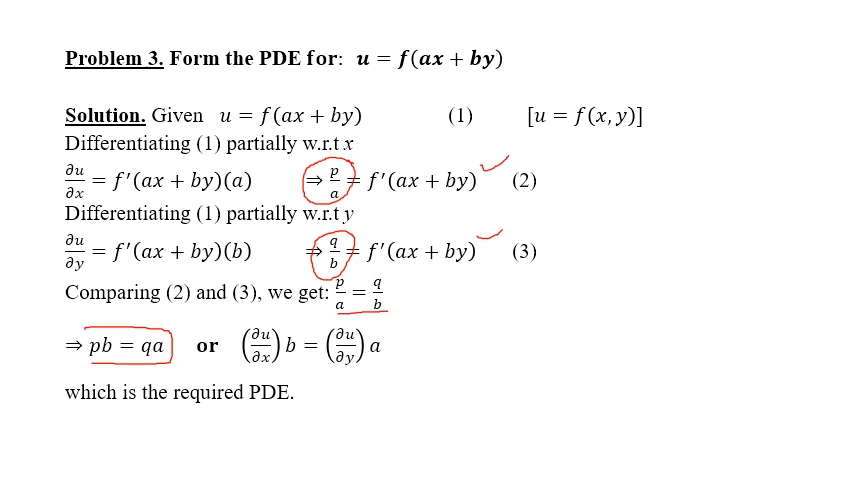 Problem 3. Form the PDE for: u = f(ax + by)
Solution. Given u = f(ax + by) (1) [u = f(x, y)]
Differentiating (1) partially w.r.t x
∂u/∂x = f′(ax + by)(a) ⇒ p/a = f′(ax + by) (2)
Differentiating (1) partially w.r.t y
∂u/∂y = f′(ax + by)(b) ⇒ q/b = f′(ax + by) (3)
Comparing (2) and (3), we get: p/a = q/b
⇒ pb = qa or (∂u/∂x) b = (∂u/∂y) a
which is the required PDE.